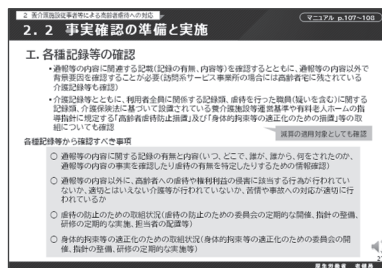 2 養介護施設従事者等による高齢者虐待への対応
2. 2 事実確認の準備と実施
（マニュアル p.107~108）
エ. 各種記録等の確認
・通報等の内容に関連する記載(記録の有無、内容等)を確認するとともに、通報等の内容以外で
背景要因を確認することが必要(訪問系サービス事業所の場合には高齢者宅に残されている
介護記録等も確認)
・介護記録等とともに、利用者全員に関係する記録類、虐待を行った職員(疑いを含む)に関する
記録類、介護保険法に基づいて設置されている養介護施設等運営基準や有料老人ホームの指
導指針に規定する「高齢者虐待防止措置」及び「身体的拘束等の適正化のための措置」等の取
組についても確認
減算の適用対象としても確認
各種記録等から確認すべき事項
○ 通報等の内容に関する記録の有無と内容(いつ、どこで、誰が、誰から、何をされたのか、
通報等の内容の事実を確認したり虐待の有無を特定したりするための情報確認)
○ 通報等の内容以外に、高齢者への虐待や権利利益の侵害に該当する行為が行われてい
ないか、適切とはいえない介護等が行われていないか、苦情や事故への対応が適切に行
われているか
○ 虐待の防止のための取組状況(虐待の防止のための委員会の定期的な開催、指針の整備、
研修の定期的な実施、担当者の配置等)
○ 身体的拘束等の適正化のための取組状況(身体的拘束等の適正化のための委員会の開
催、指針の整備、研修の定期的な実施等)
厚生労働省 老健局